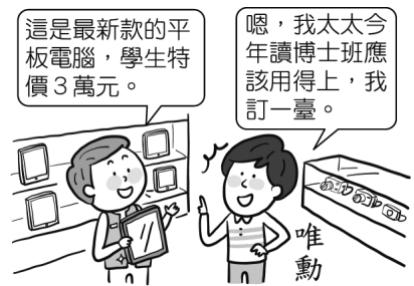 這是最新款的平
板電腦，學生特
價３萬元。
嗯，我太太今
年讀博士班應
該用得上，我
訂一臺。
唯勳